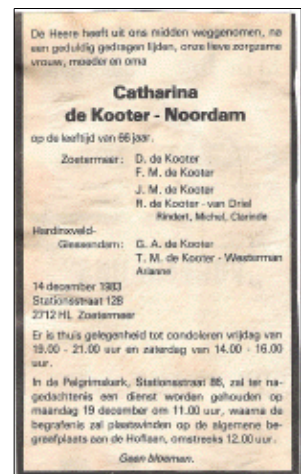 De Heere heeft uit ons midden weggenomen, na
een geduldig gedragen lijden, onze lieve zorgzame
vrouw, moeder en oma
Catharina
de Kooter - Noordam
op de leeftijd van 66 jaar.
Zoetermeer: D. de Kooter
F. M. de Kooter
J. M. de Kooter
R. de Kooter - van Driel
Rindert, Michel, Clarinde
Hardinxveld-
Giessendam: G. A. de Kooter
T. M. de Kooter - Westerman
Arianne
14 december 1983
Stationsstraat 128
2712 HL Zoetermeer
Er is thuis gelegenheid tot condoleren vrijdag van
19.00 - 21.00 uur en zaterdag van 14.00 - 16.00
uur.
In de Pelgrimskerk, Stationsstraat 86, zal ter na-
gedachtenis een dienst worden gehouden op
maandag 19 december om 11.00 uur, waarna de
begrafenis zal plaatsvinden op de algemene be-
graafplaats aan de Hoflaan, omstreeks 12.00 uur.
Geen bloemen.